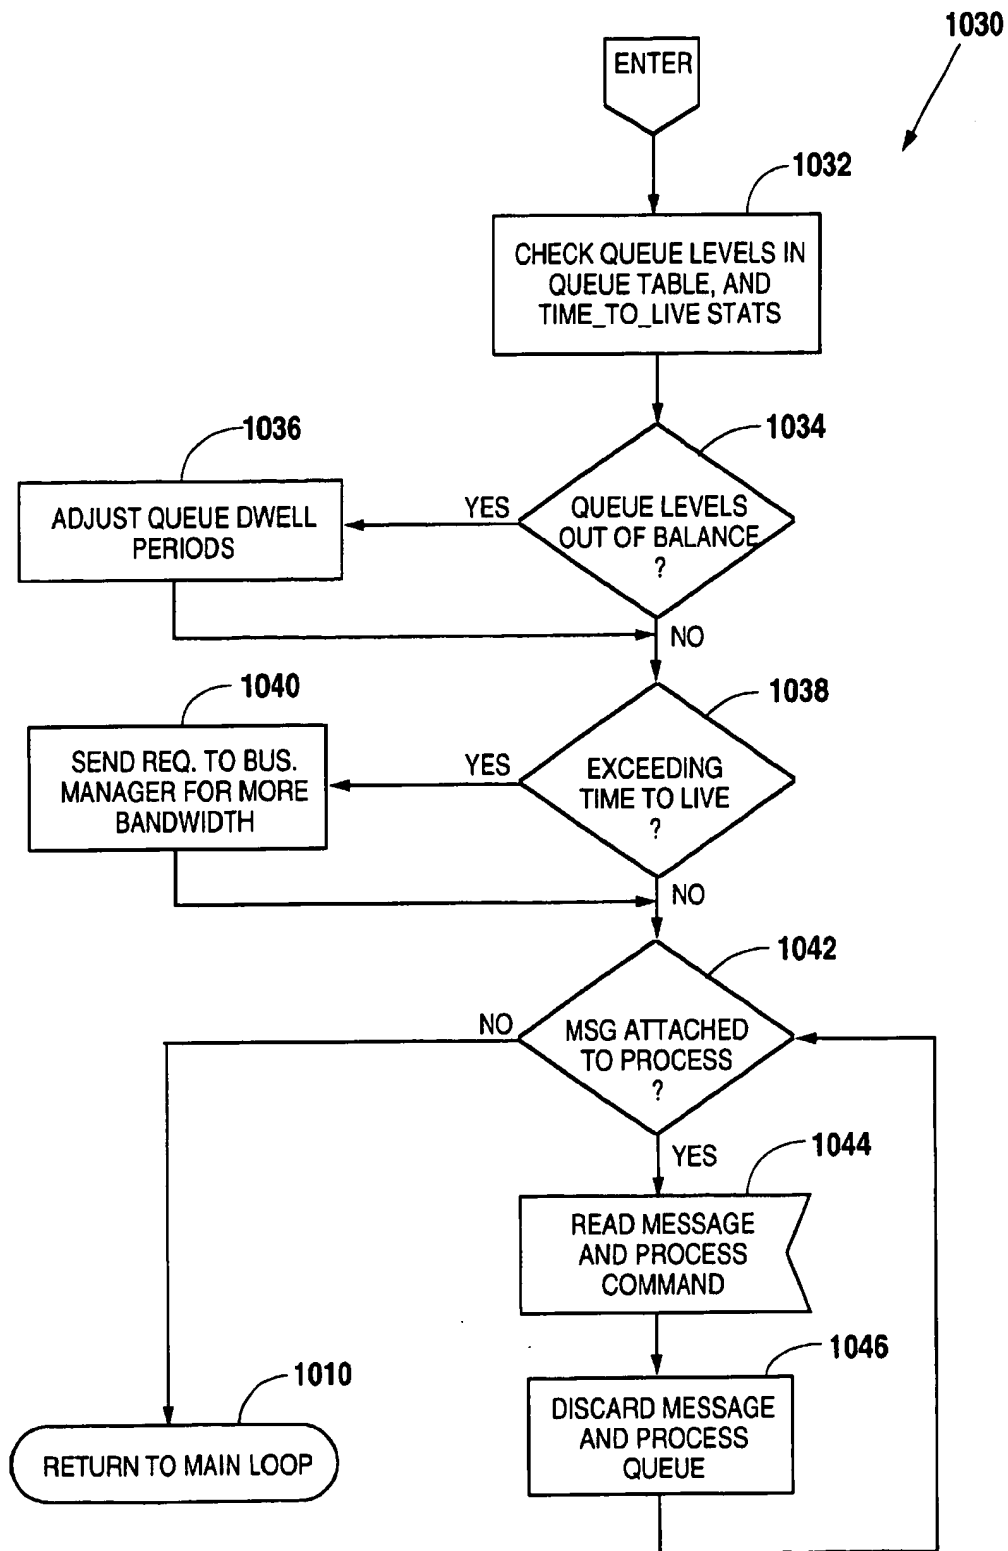 1030
ENTER
1032
CHECK QUEUE LEVELS IN
QUEUE TABLE, AND
TIME_TO_LIVE STATS
1034
QUEUE LEVELS
OUT OF BALANCE
?
YES
1036
ADJUST QUEUE DWELL
PERIODS
NO
1038
EXCEEDING
TIME TO LIVE
?
YES
1040
SEND REQ. TO BUS.
MANAGER FOR MORE
BANDWIDTH
NO
1042
MSG ATTACHED
TO PROCESS
?
NO
YES
1044
READ MESSAGE
AND PROCESS
COMMAND
1046
DISCARD MESSAGE
AND PROCESS
QUEUE
1010
RETURN TO MAIN LOOP